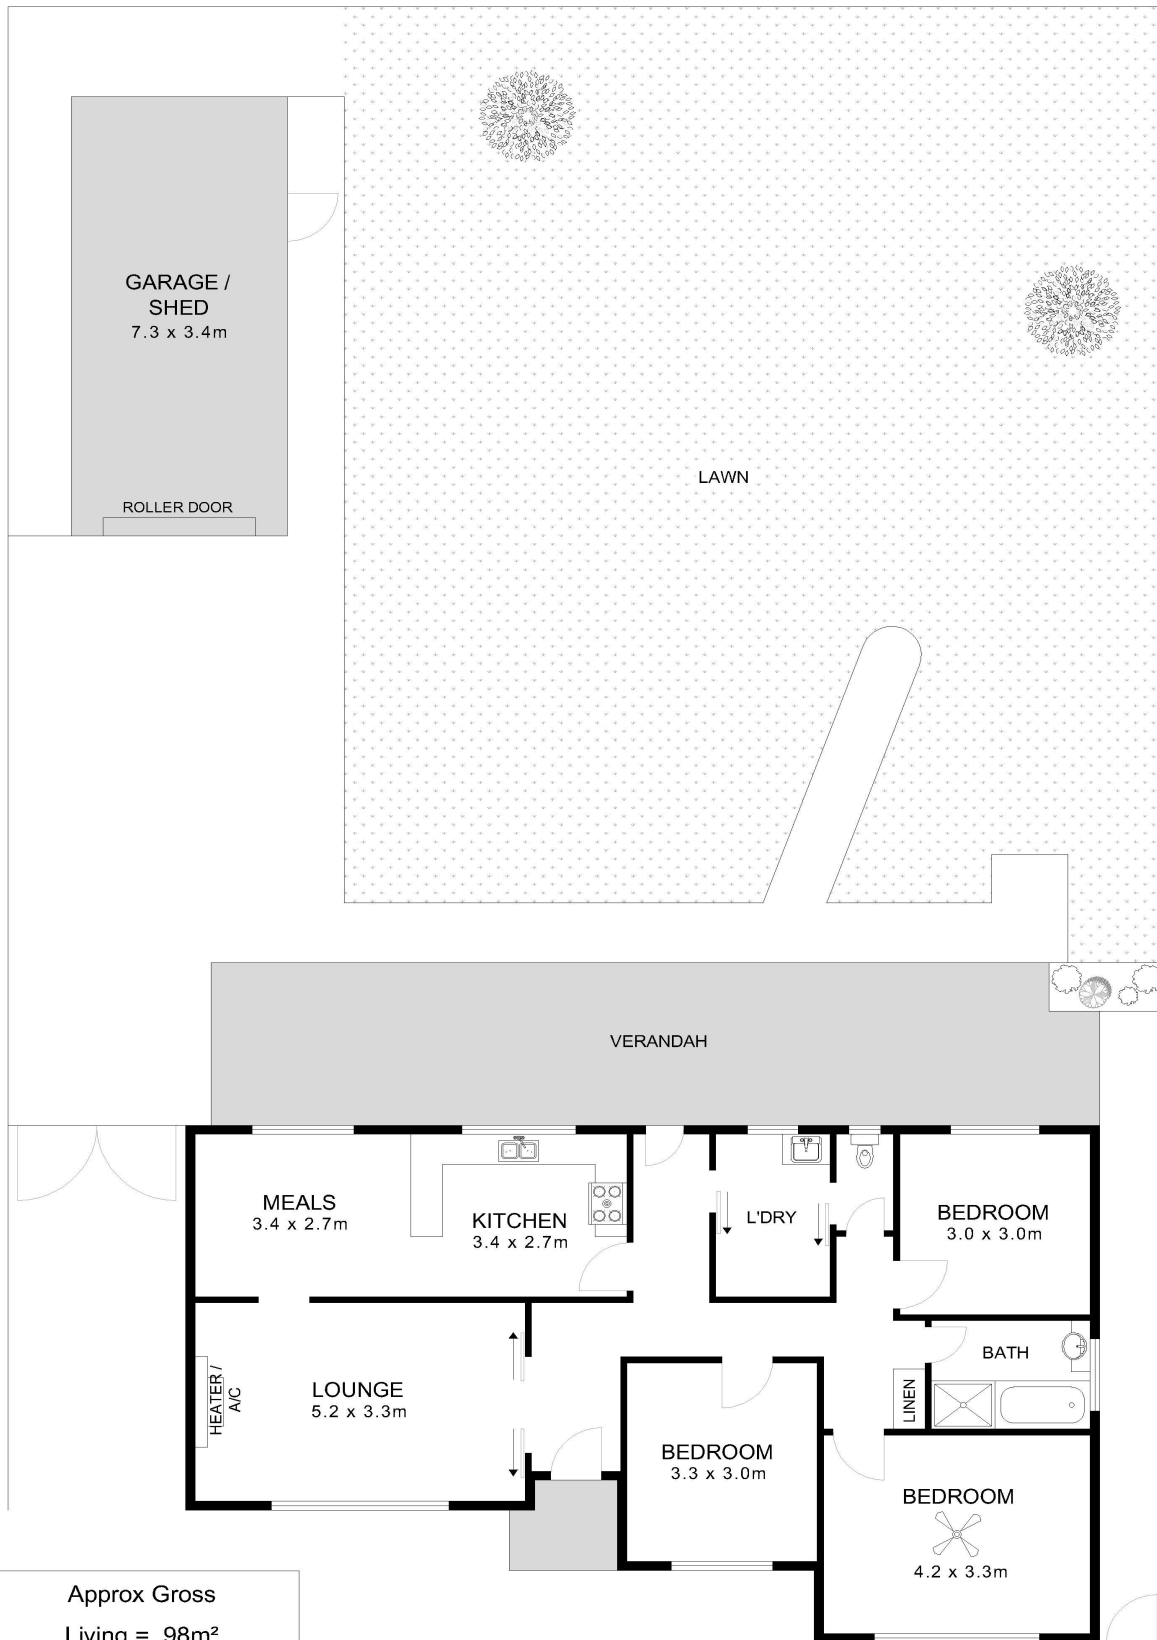 GARAGE /
SHED
7.3 x 3.4m
ROLLER DOOR
LAWN
VERANDAH
MEALS
3.4 x 2.7m
KITCHEN
3.4 x 2.7m
L'DRY
BEDROOM
3.0 x 3.0m
HEATER /
A/C
LOUNGE
5.2 x 3.3m
BATH
LINEN
BEDROOM
3.3 x 3.0m
BEDROOM
4.2 x 3.3m
Approx Gross
Living = 98m²